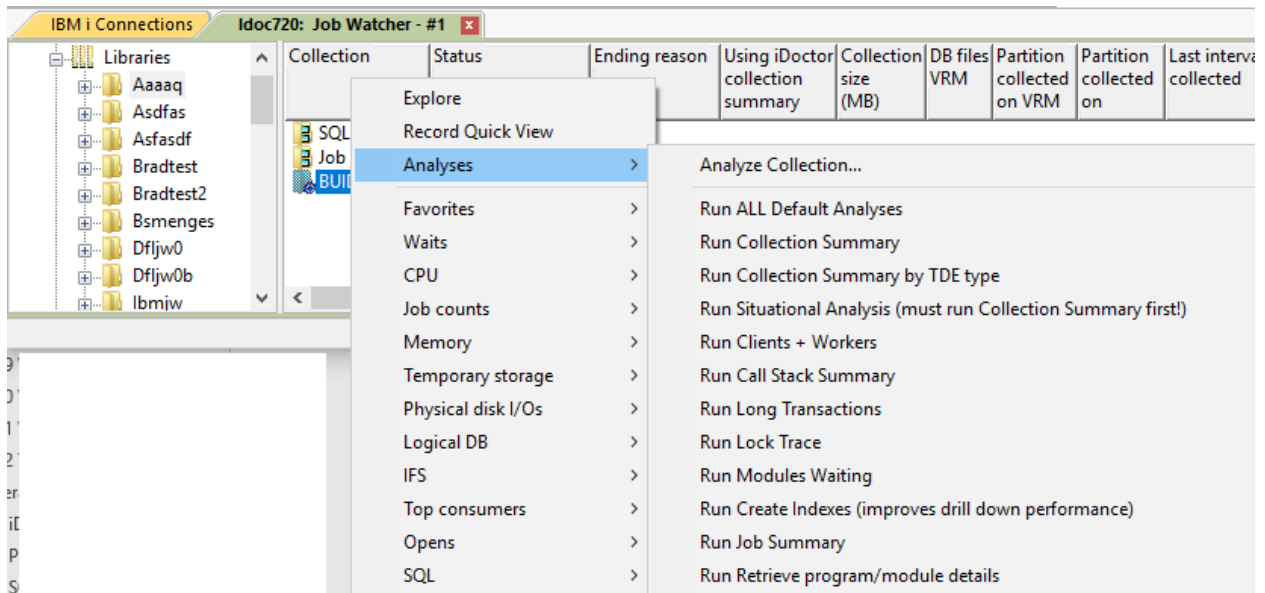 IBM i Connections
Idoc720: Job Watcher - #1
Libraries
Aaaaq
Asdfas
Asfasdf
Bradtest
Bradtest2
Bsmenges
Dfljw0
Dfljw0b
Ibmiw
Collection
Status
Ending reason
Using iDoctor
collection
summary
Collection
size
(MB)
DB files
VRM
Partition
collected
on VRM
Partition
collected
on
Last
collected
SQL
Job
Explore
Record Quick View
Analyses
Favorites
Waits
CPU
Job counts
Memory
Temporary storage
Physical disk I/Os
Logical DB
IFS
Top consumers
Opens
SQL
Analyze Collection...
Run ALL Default Analyses
Run Collection Summary
Run Collection Summary by TDE type
Run Situational Analysis (must run Collection Summary first!)
Run Clients + Workers
Run Call Stack Summary
Run Long Transactions
Run Lock Trace
Run Modules Waiting
Run Create Indexes (improves drill down performance)
Run Job Summary
Run Retrieve program/module details